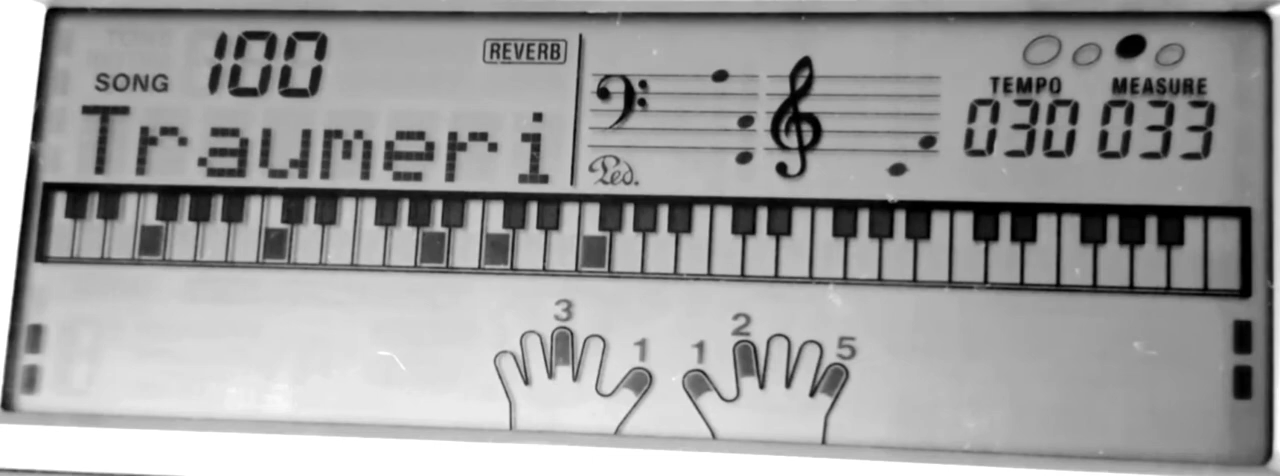 SONG 100
REVERB
Traumeri
Ped.
TEMPO MEASURE
030 033
3 1 1 2 5